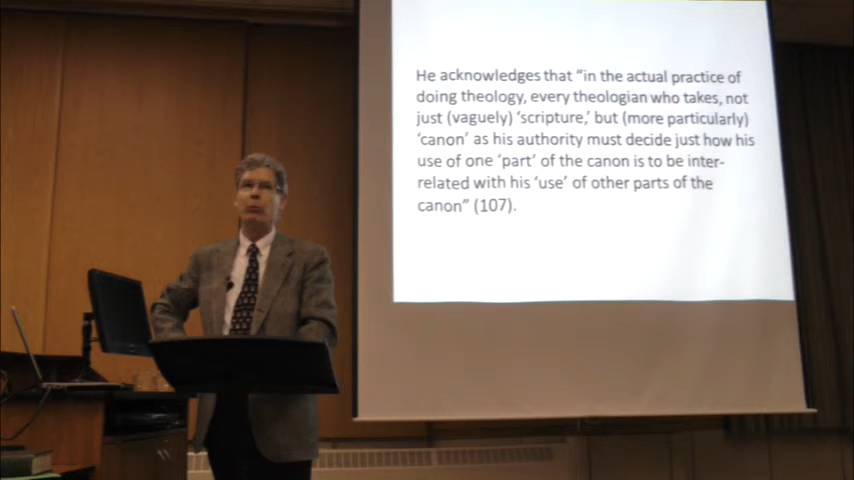 He acknowledges that “in the actual practice of
doing theology, every theologian who takes, not
just (vaguely) ‘scripture,’ but (more particularly)
‘canon’ as his authority must decide just how his
use of one ‘part’ of the canon is to be inter-
related with his ‘use’ of other parts of the
canon” (107).